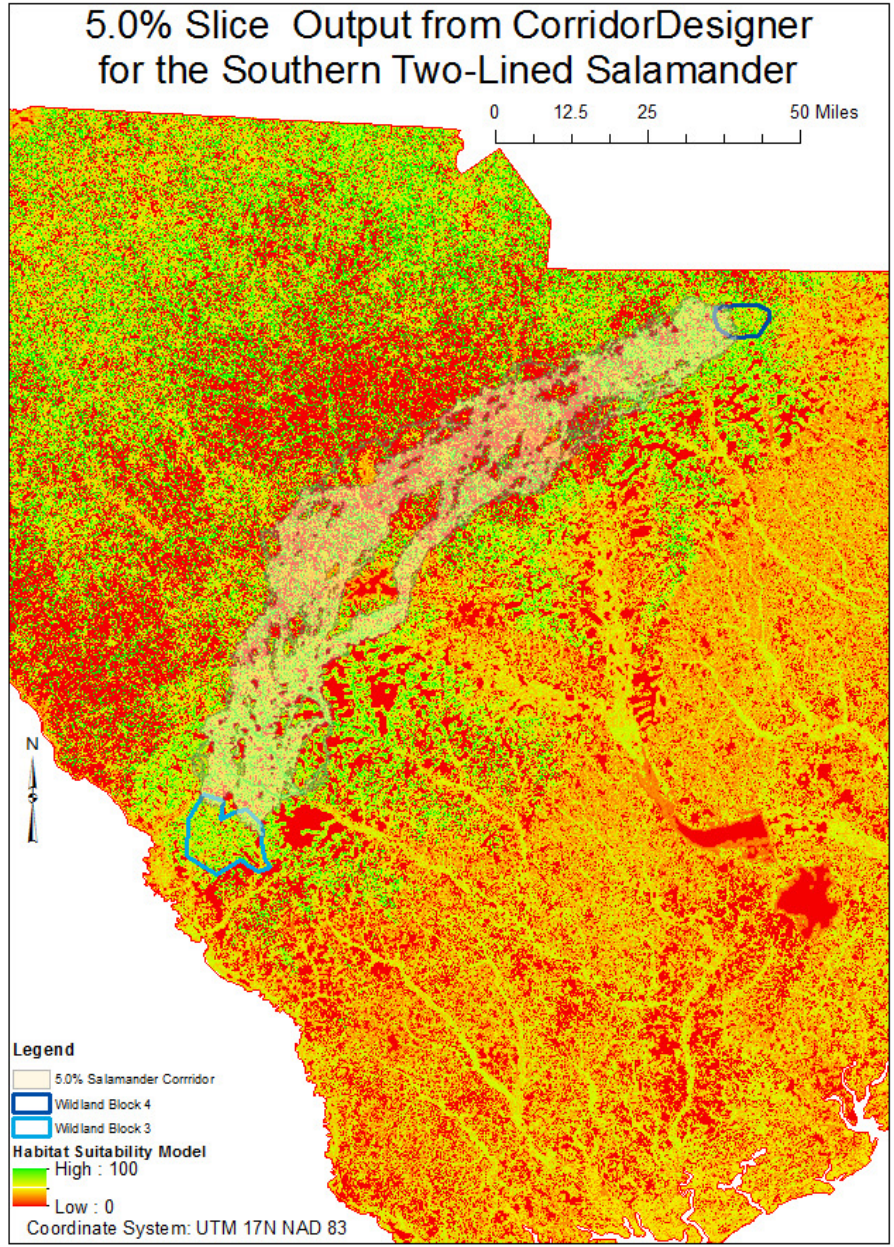 5.0% Slice Output from CorridorDesigner
for the Southern Two-Lined Salamander
0 12.5 25 50 Miles
N
Legend
5.0% Salamander Corrridor
Wildland Block 4
Wildland Block 3
Habitat Suitability Model
High : 100
Low : 0
Coordinate System: UTM 17N NAD 83